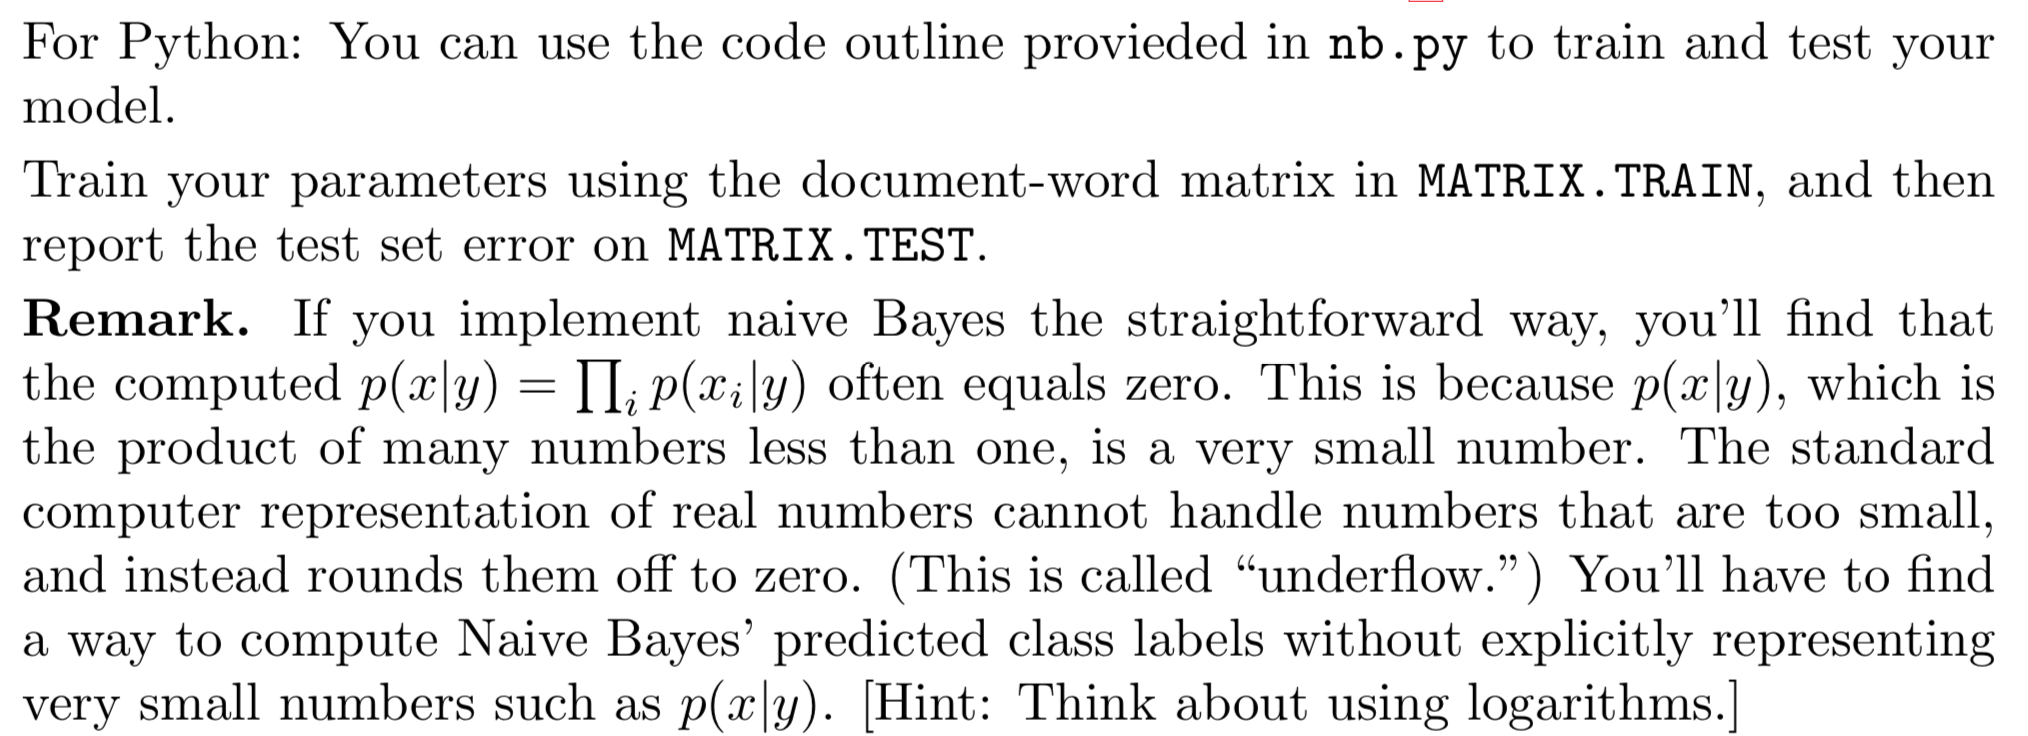 For Python: You can use the code outline provieded in nb.py to train and test your
model.
Train your parameters using the document-word matrix in MATRIX.TRAIN, and then
report the test set error on MATRIX.TEST.
Remark. If you implement naive Bayes the straightforward way, you'll find that
the computed p(x|y) = ∏ᵢ p(xᵢ|y) often equals zero. This is because p(x|y), which is
the product of many numbers less than one, is a very small number. The standard
computer representation of real numbers cannot handle numbers that are too small,
and instead rounds them off to zero. (This is called “underflow.”) You'll have to find
a way to compute Naive Bayes' predicted class labels without explicitly representing
very small numbers such as p(x|y). [Hint: Think about using logarithms.]